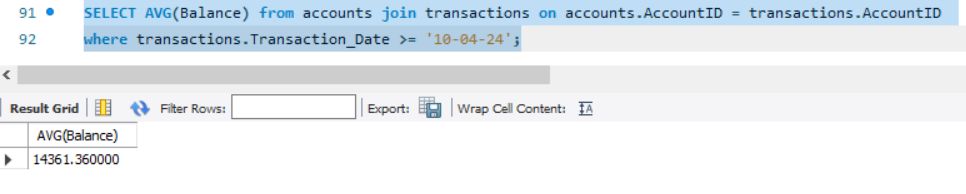 91 SELECT AVG(Balance) from accounts join transactions on accounts.AccountID = transactions.AccountID
92 where transactions.Transaction_Date >= '10-04-24';
Result Grid Filter Rows: Export: Wrap Cell Content: IA
AVG(Balance)
14361.360000